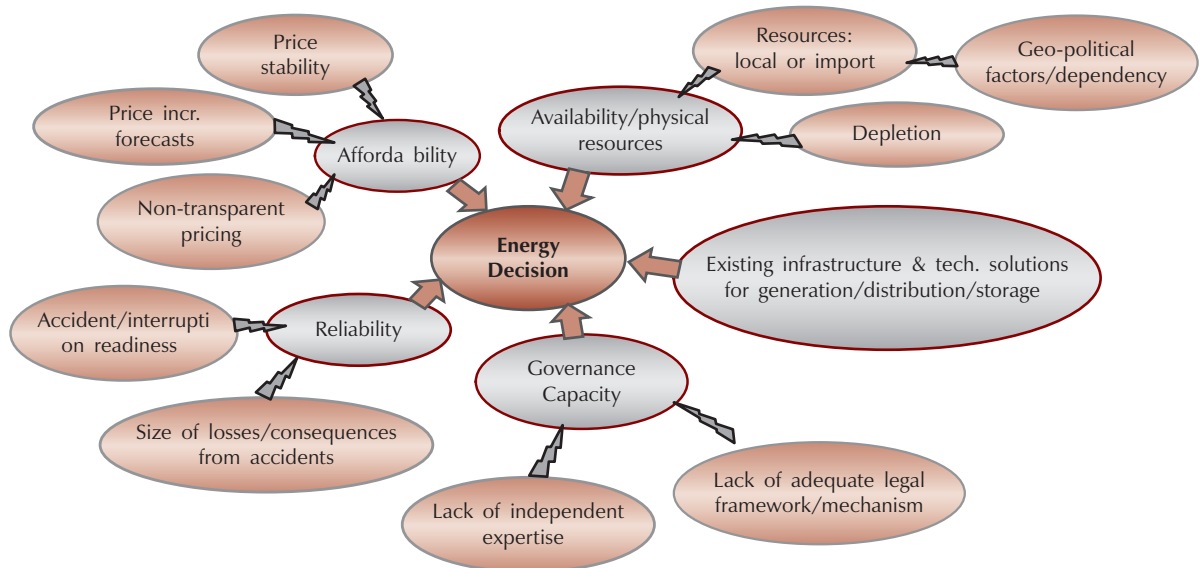 Price
stability
Resources:
local or import
Geo-political
factors/dependency
Price incr.
forecasts
Availability/physical
resources
Depletion
Afforda bility
Non-transparent
pricing
Energy
Decision
Existing infrastructure & tech. solutions
for generation/distribution/storage
Accident/interrupti
on readiness
Reliability
Governance
Capacity
Size of losses/consequences
from accidents
Lack of adequate legal
framework/mechanism
Lack of independent
expertise